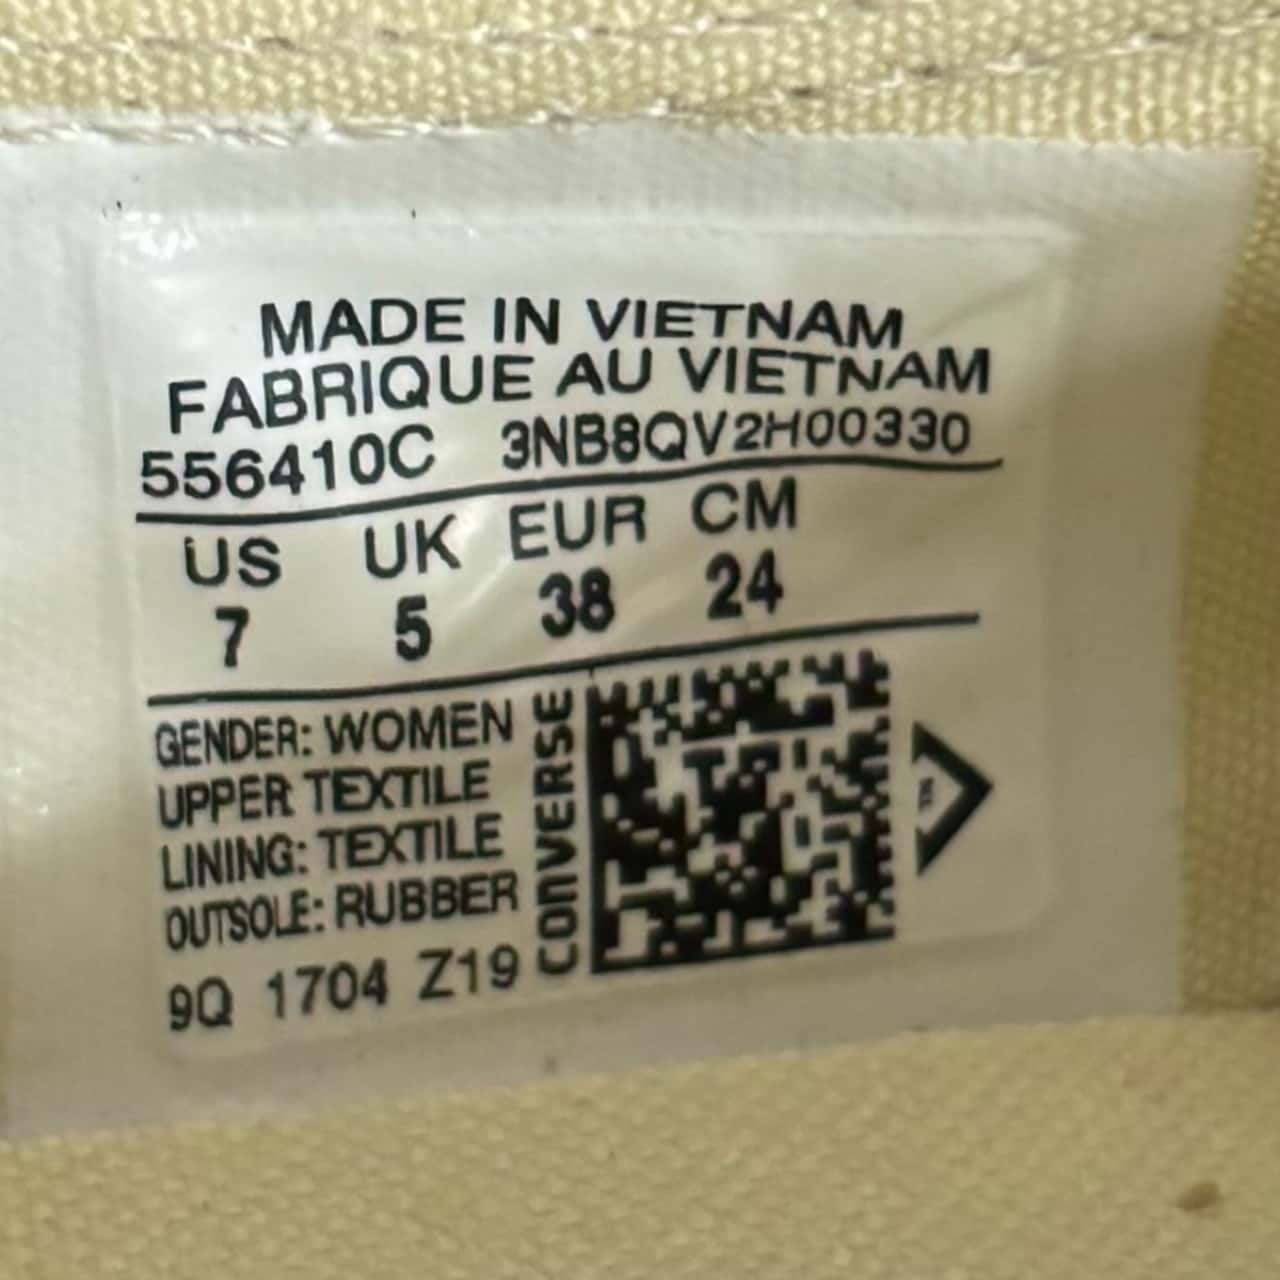 MADE IN VIETNAM
FABRIQUE AU VIETNAM
556410C 3NB8QV2H00330
US UK EUR CM
7 5 38 24
GENDER: WOMEN
UPPER TEXTILE
LINING: TEXTILE
OUTSOLE: RUBBER
9Q 1704 Z19
CONVERSE